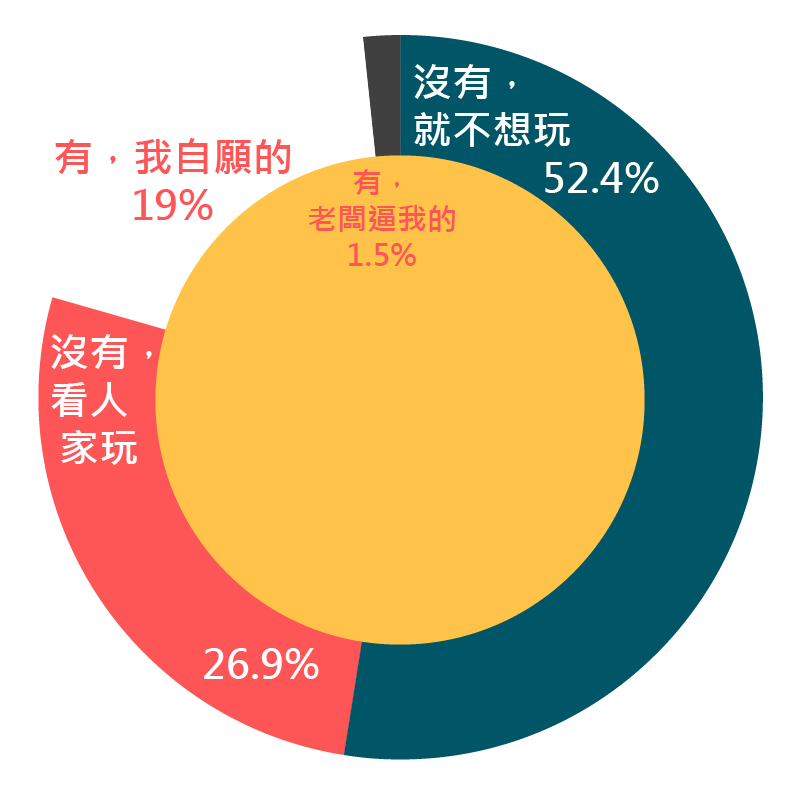 沒有，
就不想玩
52.4%
有，我自願的
19%
有，
老闆逼我的
1.5%
沒有，
看人
家玩
26.9%